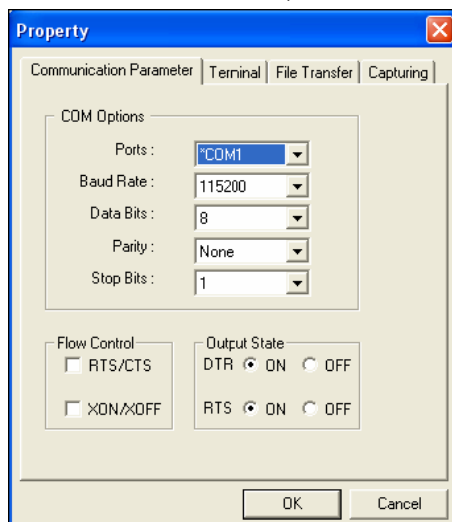 Property
Communication Parameter Terninal File Transfer Capturing
COM Options
Ports : *COM1
Baud Rate : 115200
Data Bits : 8
Parity : None
Stop Bits : 1
Flow Control
RTS/CTS
XON/XOFF
Output State
DTR ON OFF
RTS ON OFF
OK Cancel